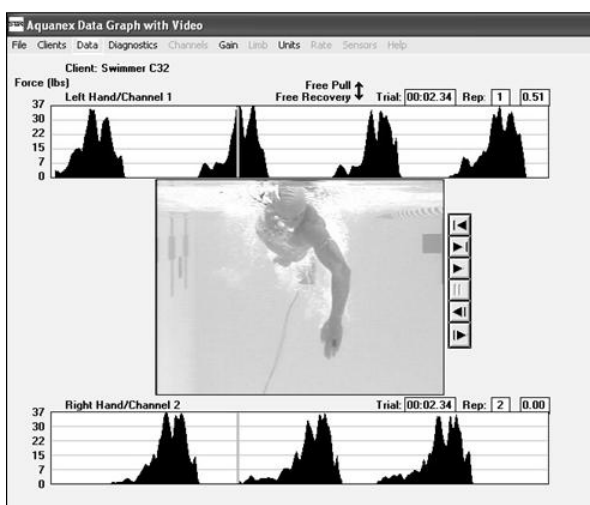 Aquanex Data Graph with Video
File Clients Data Diagnostics Channels Gain Limb Units Rate Sensors Help
Client: Swimmer C32
Force (lbs)
Free Pull
Left Hand/Channel 1 Free Recovery Trial: 00:02.34 Rep: 1 0.51
37
30
22
15
7
0
Right Hand/Channel 2 Trial: 00:02.34 Rep: 2 0.00
37
30
22
15
7
0